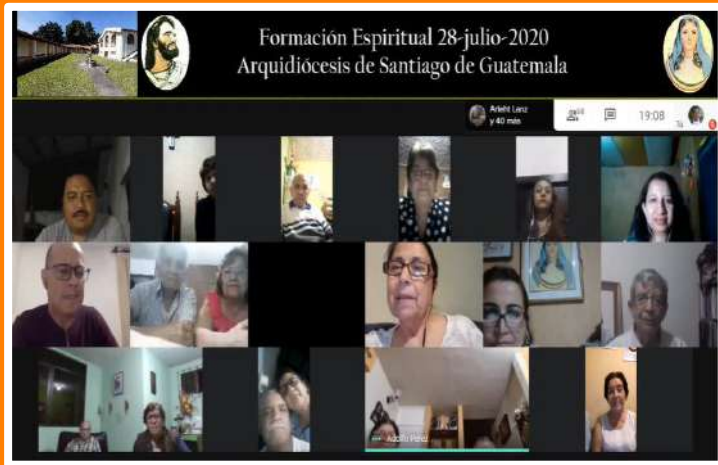 Formación Espiritual 28-julio-2020
Arquidiócesis de Santiago de Guatemala
Arleht Lanz
y 40 más
19:08
Adolfo Pérez